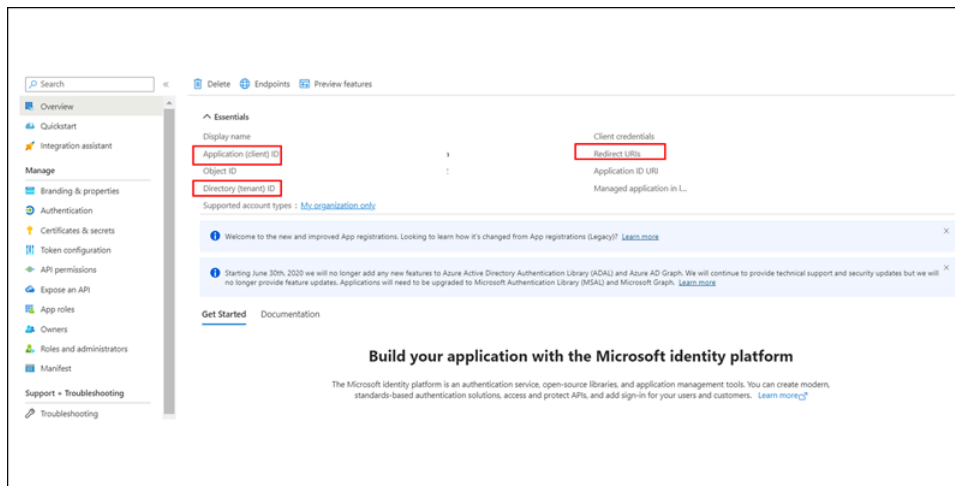 Search
«
Delete
Endpoints
Preview features
Overview
Quickstart
Integration assistant
Manage
Branding & properties
Authentication
Certificates & secrets
Token configuration
API permissions
Expose an API
App roles
Owners
Roles and administrators
Manifest
Support + Troubleshooting
Troubleshooting
Essentials
Display name
Application (client) ID
Object ID
Directory (tenant) ID
Supported account types : My organization only
Client credentials
Redirect URIs
Application ID URI
Managed application in l...
Welcome to the new and improved App registrations. Looking to learn how it's changed from App registrations (Legacy)? Learn more
Starting June 30th, 2020 we will no longer add any new features to Azure Active Directory Authentication Library (ADAL) and Azure AD Graph. We will continue to provide technical support and security updates but we will
no longer provide feature updates. Applications will need to be upgraded to Microsoft Authentication Library (MSAL) and Microsoft Graph. Learn more
Get Started
Documentation
Build your application with the Microsoft identity platform
The Microsoft identity platform is an authentication service, open-source libraries, and application management tools. You can create modern,
standards-based authentication solutions, access and protect APIs, and add sign-in for your users and customers. Learn more